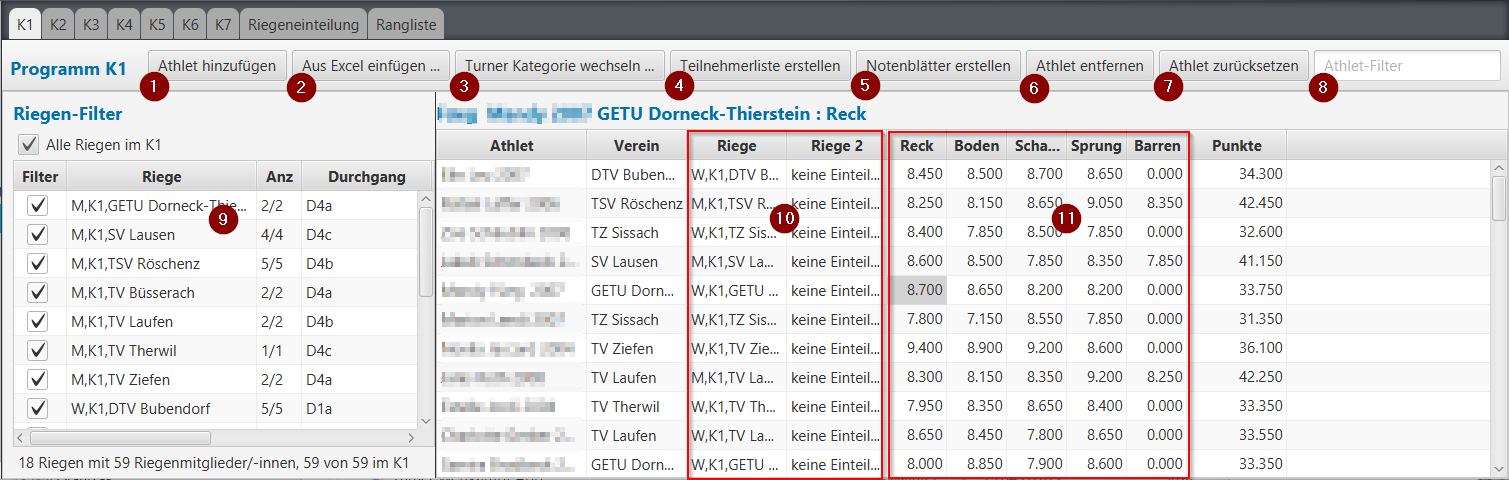 K1 K2 K3 K4 K5 K6 K7 Riegeneinteilung Rangliste
Programm K1 Athlet hinzufügen Aus Excel einfügen ... Turner Kategorie wechseln ... Teilnehmerliste erstellen Notenblätter erstellen Athlet entfernen Athlet zurücksetzen Athlet-Filter
1 2 3 4 5 6 7 8
Riegen-Filter
Alle Riegen im K1
Filter Riege Anz Durchgang
M,K1,GETU Dorneck-Thie... 2/2 D4a
9
M,K1,SV Lausen 4/4 D4c
M,K1,TSV Röschenz 5/5 D4b
M,K1,TV Büsserach 2/2 D4a
M,K1,TV Laufen 2/2 D4b
M,K1,TV Therwil 1/1 D4c
M,K1,TV Ziefen 2/2 D4a
W,K1,DTV Bubendorf 5/5 D1a
18 Riegen mit 59 Riegenmitglieder/-innen, 59 von 59 im K1
GETU Dorneck-Thierstein : Reck
Athlet Verein Riege Riege 2 Reck Boden Scha... Sprung Barren Punkte
DTV Buben... W,K1,DTV B... keine Einteil... 8.450 8.500 8.700 8.650 0.000 34.300
TSV Röschenz M,K1,TSV R... keine Einteil... 8.250 8.150 8.650 9.050 8.350 42.450
10 11
TZ Sissach W,K1,TZ Sis... keine Einteil... 8.400 7.850 8.500 7.850 0.000 32.600
SV Lausen M,K1,SV La... keine Einteil... 8.600 8.500 7.850 8.350 7.850 41.150
GETU Dorn... W,K1,GETU ... keine Einteil... 8.700 8.650 8.200 8.200 0.000 33.750
TZ Sissach W,K1,TZ Sis... keine Einteil... 7.800 7.150 8.550 7.850 0.000 31.350
TV Ziefen W,K1,TV Zie... keine Einteil... 9.400 8.900 9.200 8.600 0.000 36.100
TV Laufen M,K1,TV La... keine Einteil... 8.300 8.150 8.350 9.200 8.250 42.250
TV Therwil W,K1,TV Th... keine Einteil... 7.950 8.350 8.650 8.400 0.000 33.350
TV Laufen W,K1,TV La... keine Einteil... 8.650 8.450 7.800 8.650 0.000 33.550
GETU Dorn... W,K1,GETU ... keine Einteil... 8.000 8.850 7.900 8.600 0.000 33.350